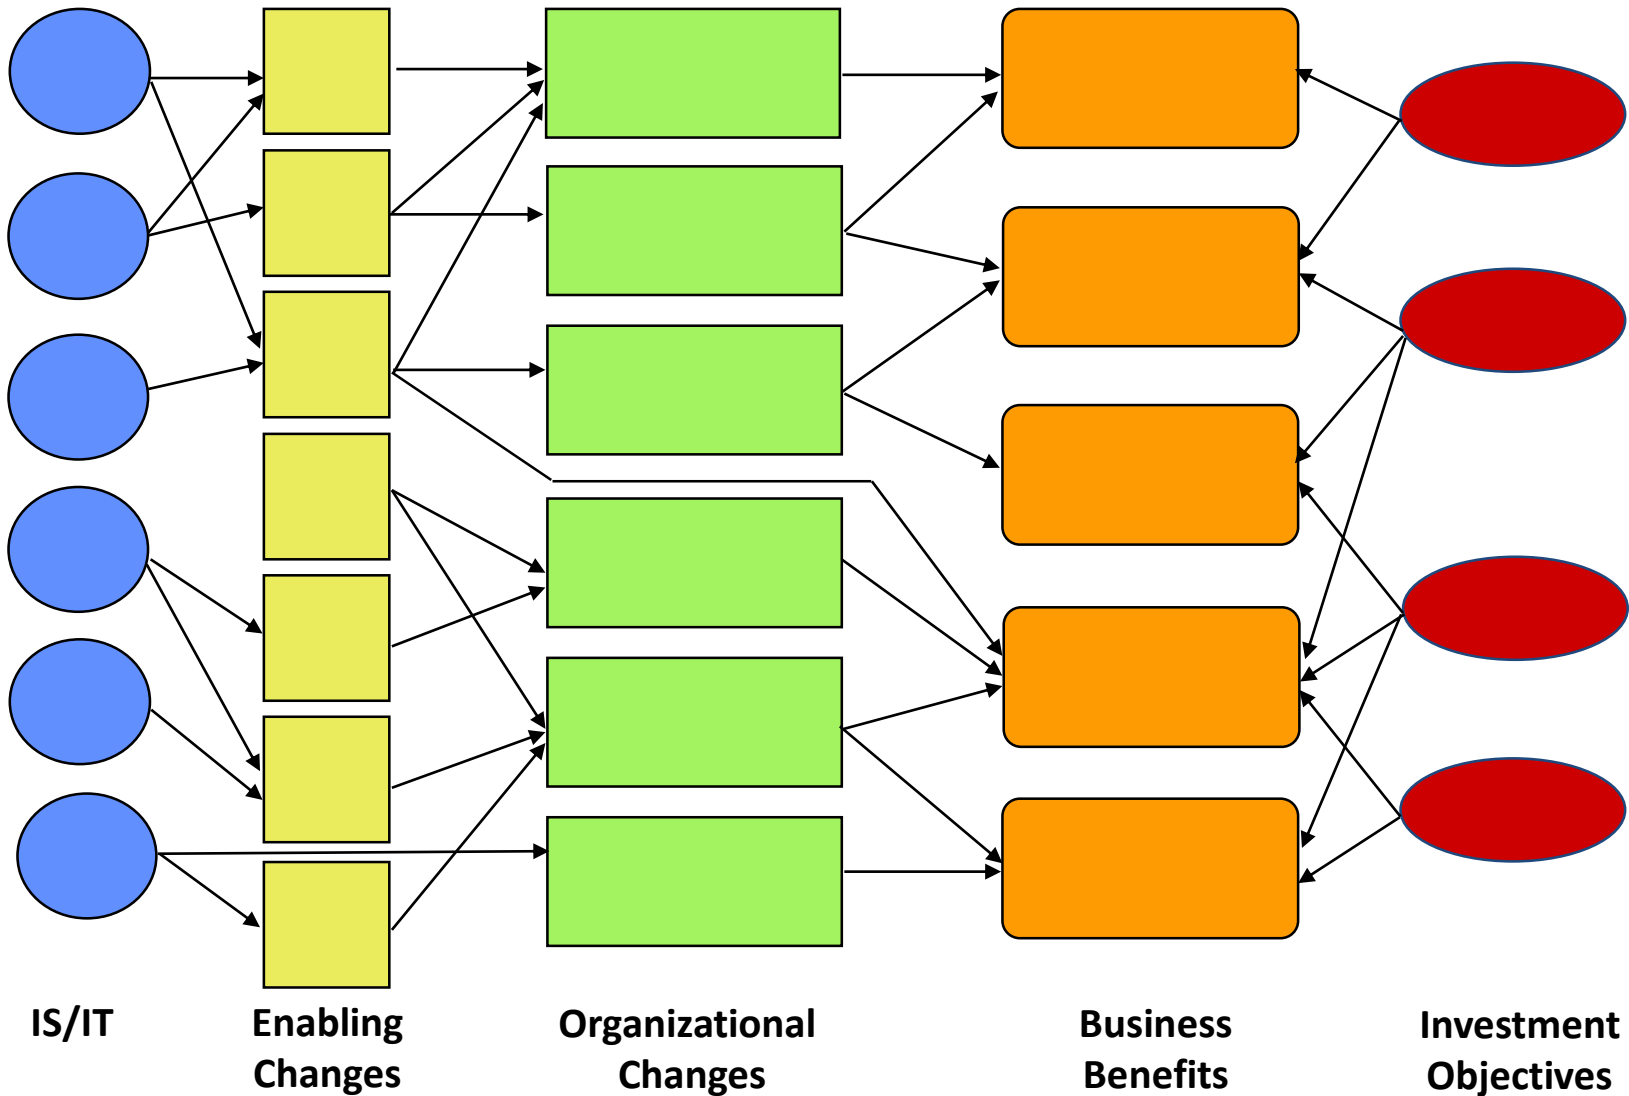 IS/IT
Enabling
Changes
Organizational
Changes
Business
Benefits
Investment
Objectives